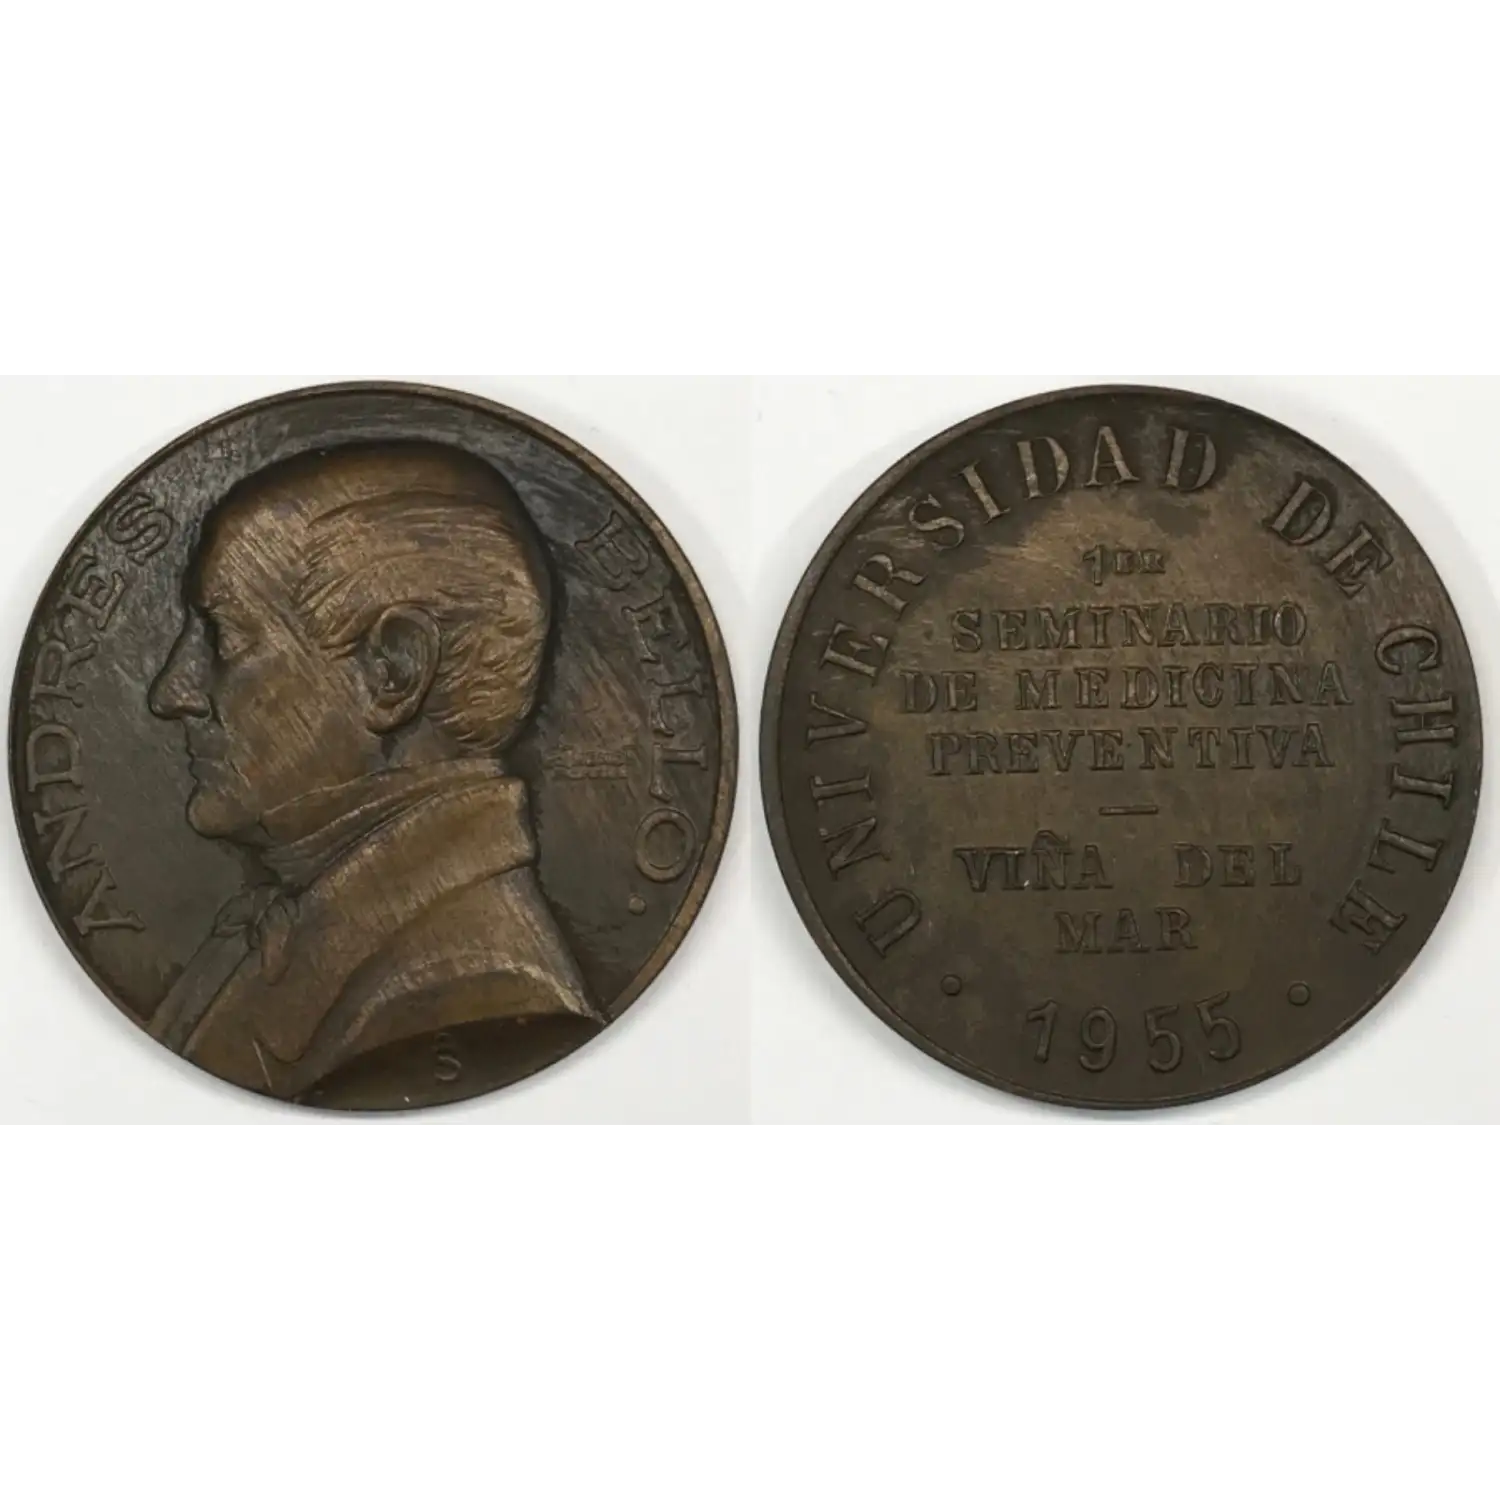 ANDRES BELLO.
S
UNIVERSIDAD DE CHILE
1ER
SEMINARIO
DE MEDICINA
PREVENTIVA
—
VIÑA DEL
MAR
· 1955 ·